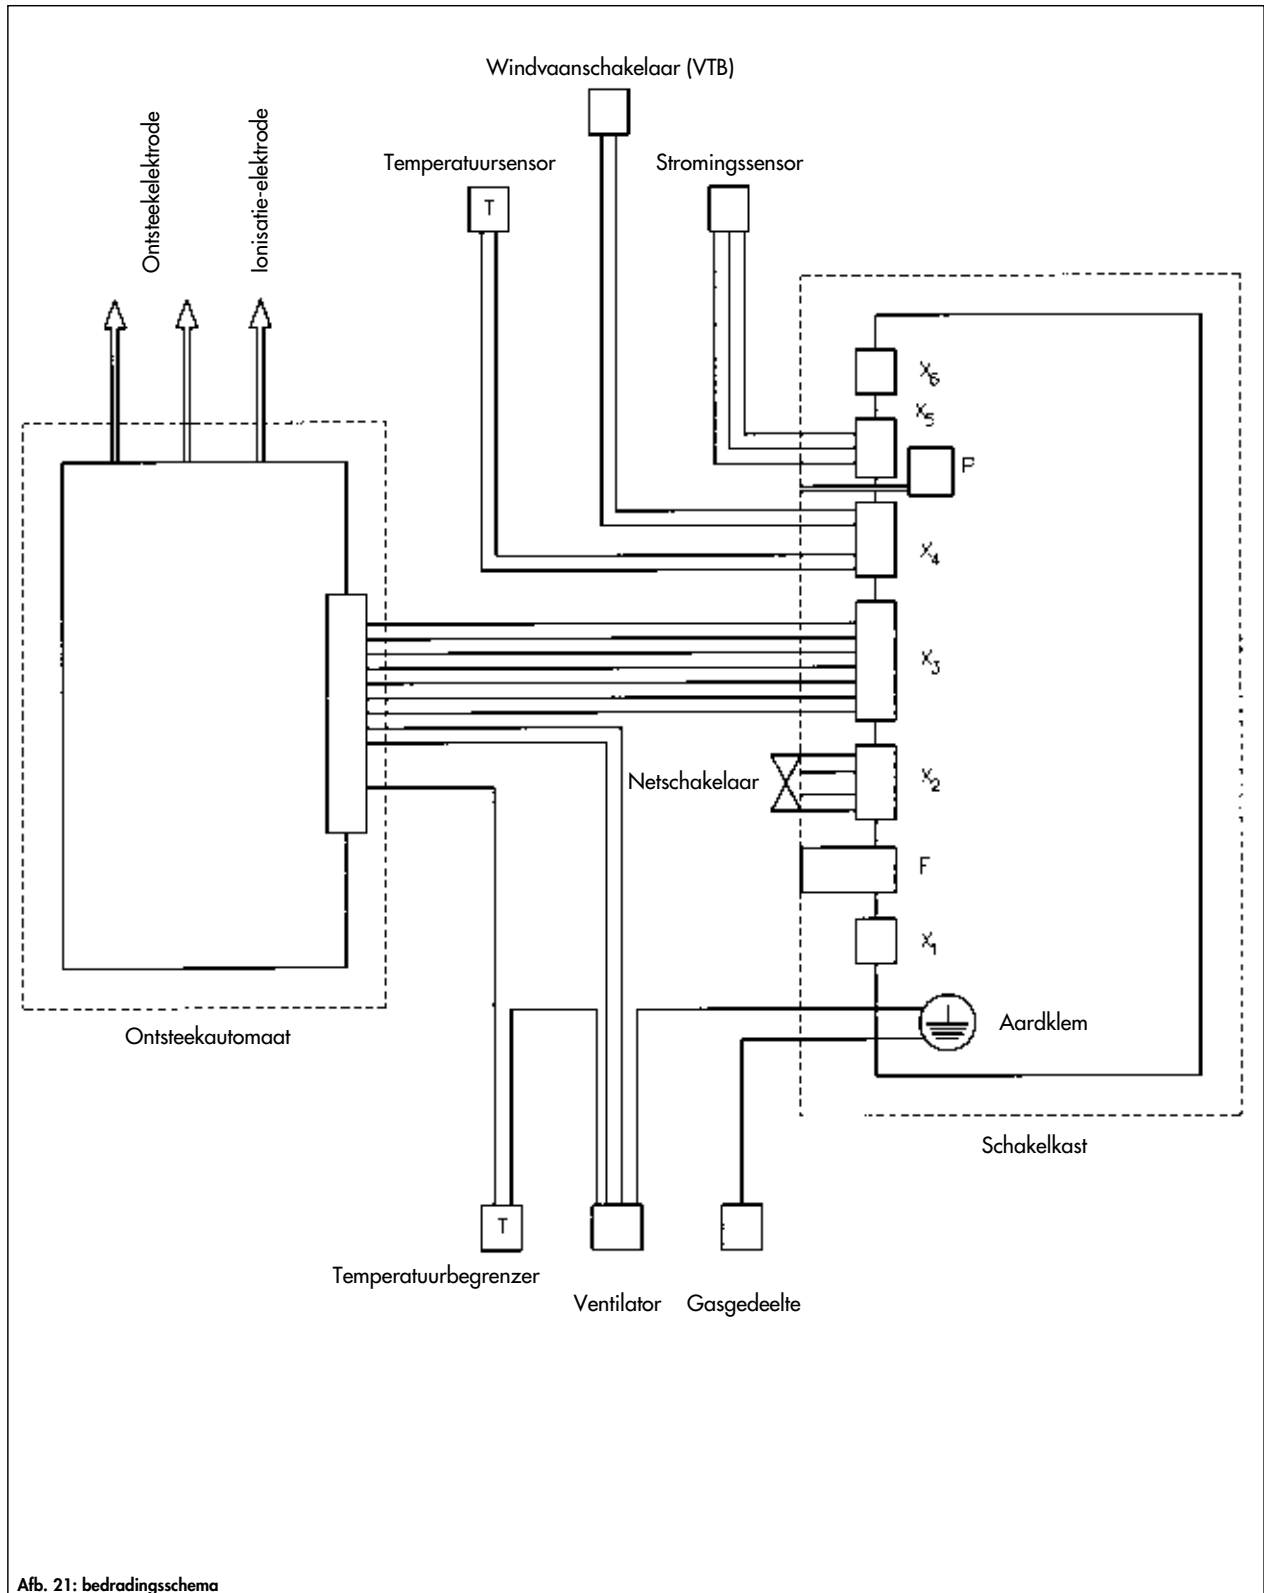 Windvaanschakelaar (VTB)
Ontsteekelektrode
Ionisatie-elektrode
Temperatuursensor
Stromingssensor
T
X6
X5
P
X4
X3
Netschakelaar
X2
F
X1
Aardklem
Ontsteekautomaat
Schakelkast
T
Temperatuurbegrenzer
Ventilator
Gasgedeelte
Afb. 21: bedradingsschema